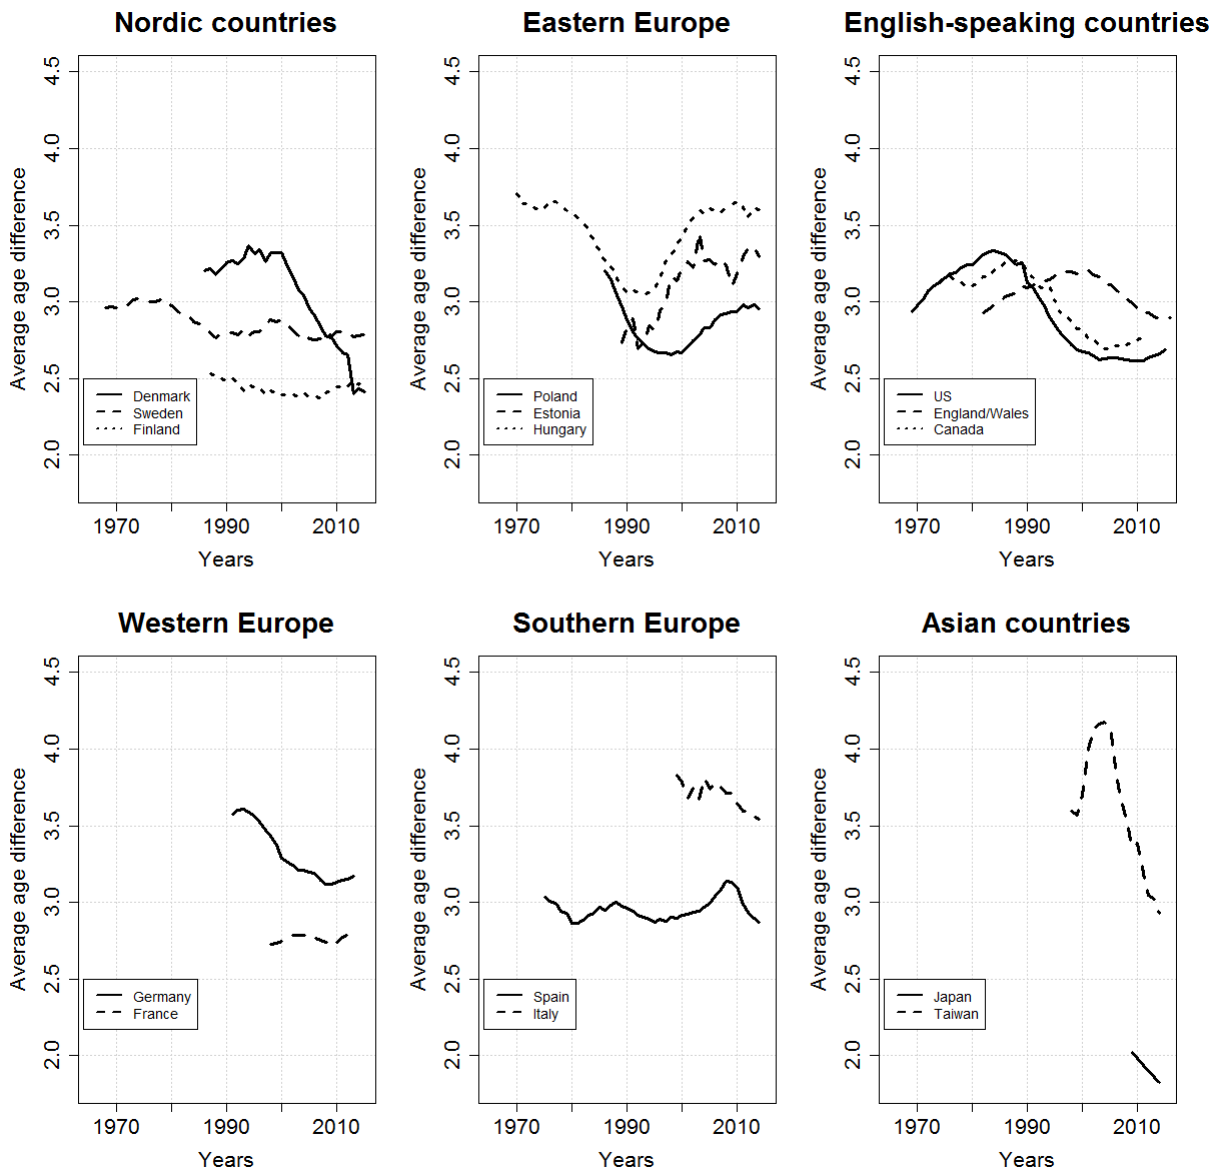 Nordic countries
Average age difference
4.5
4.0
3.5
3.0
2.5
2.0
Denmark
Sweden
Finland
1970 1990 2010
Years
Eastern Europe
Average age difference
4.5
4.0
3.5
3.0
2.5
2.0
Poland
Estonia
Hungary
1970 1990 2010
Years
English-speaking countries
Average age difference
4.5
4.0
3.5
3.0
2.5
2.0
US
England/Wales
Canada
1970 1990 2010
Years
Western Europe
Average age difference
4.5
4.0
3.5
3.0
2.5
2.0
Germany
France
1970 1990 2010
Years
Southern Europe
Average age difference
4.5
4.0
3.5
3.0
2.5
2.0
Spain
Italy
1970 1990 2010
Years
Asian countries
Average age difference
4.5
4.0
3.5
3.0
2.5
2.0
Japan
Taiwan
1970 1990 2010
Years